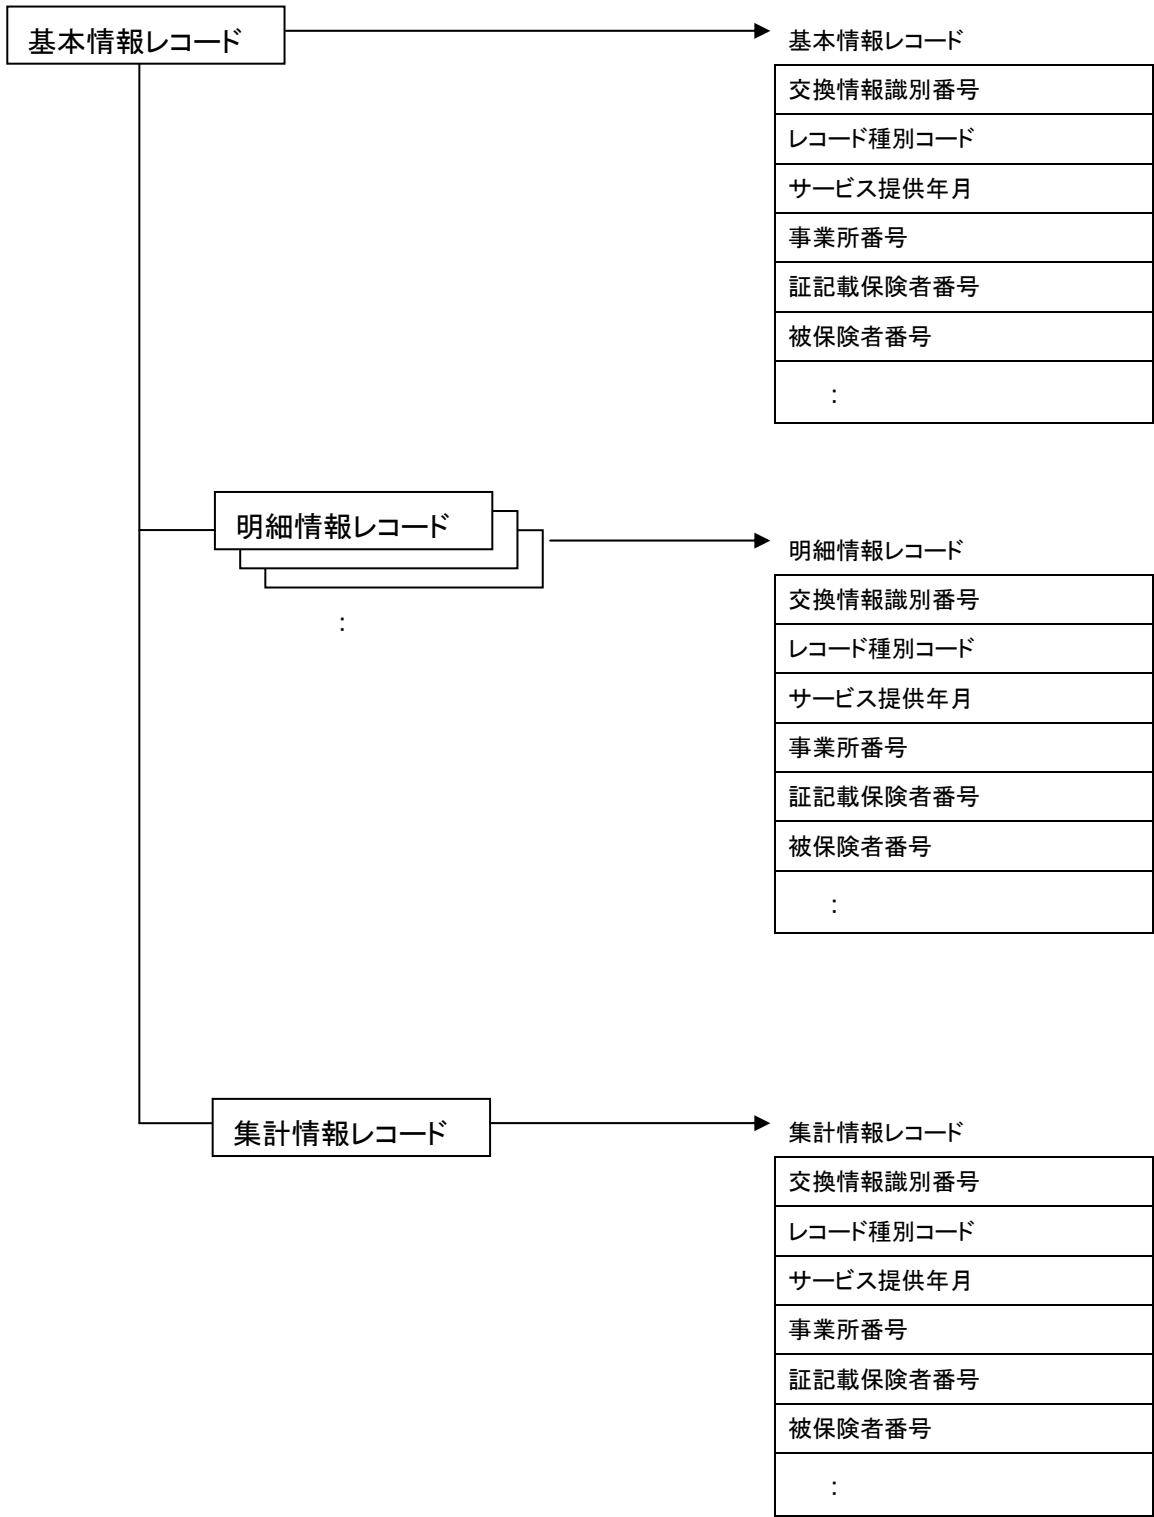 基本情報レコード
基本情報レコード
交換情報識別番号
レコード種別コード
サービス提供年月
事業所番号
証記載保険者番号
被保険者番号
:
明細情報レコード
:
明細情報レコード
交換情報識別番号
レコード種別コード
サービス提供年月
事業所番号
証記載保険者番号
被保険者番号
:
集計情報レコード
集計情報レコード
交換情報識別番号
レコード種別コード
サービス提供年月
事業所番号
証記載保険者番号
被保険者番号
: